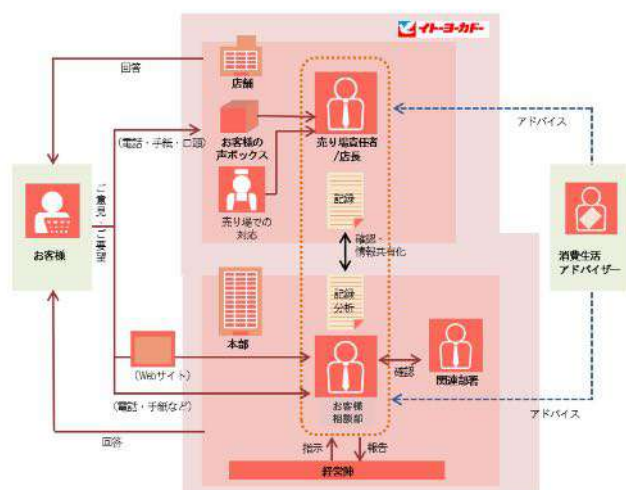 イトーヨーカドー
回答
店舗
(電話・手紙・口頭)
お客様の
声ボックス
売り場責任者
/店長
アドバイス
ご意見・ご要望
お客様
売り場での
対応
記録
確認・
情報共有化
消費生活
アドバイザー
記録
分析
本部
(Webサイト)
お客様
相談部
確認
関連部署
(電話・手紙など)
回答
アドバイス
指示
報告
経営陣